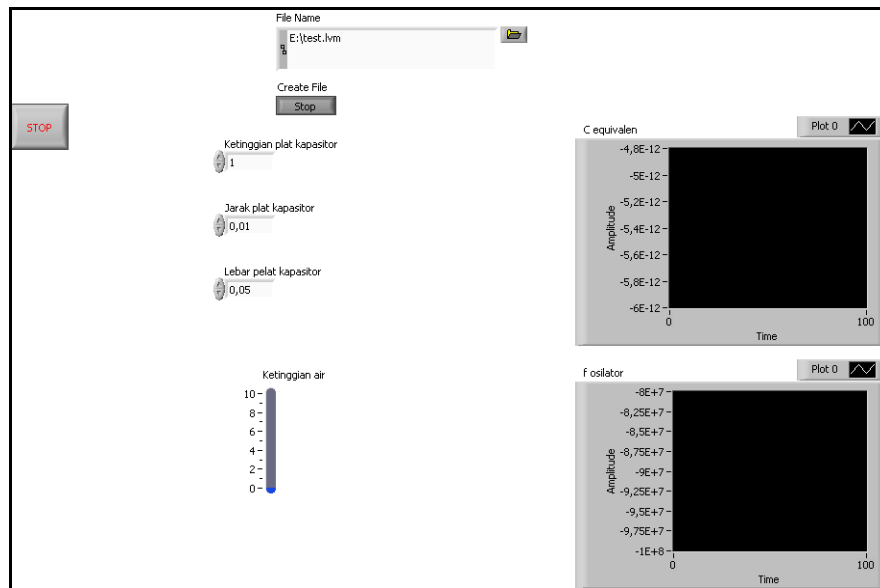 File Name
E:\test.lvm
Create File
Stop
STOP
Ketinggian plat kapasitor
1
Jarak plat kapasitor
0,01
Lebar pelat kapasitor
0,05
Ketinggian air
10
8
6
4
2
0
C equivalen
Plot 0
-4,8E-12
-5E-12
-5,2E-12
-5,4E-12
-5,6E-12
-5,8E-12
-6E-12
Amplitude
0 100
Time
f osilator
Plot 0
-8E+7
-8,25E+7
-8,5E+7
-8,75E+7
-9E+7
-9,25E+7
-9,5E+7
-9,75E+7
-1E+8
Amplitude
0 100
Time